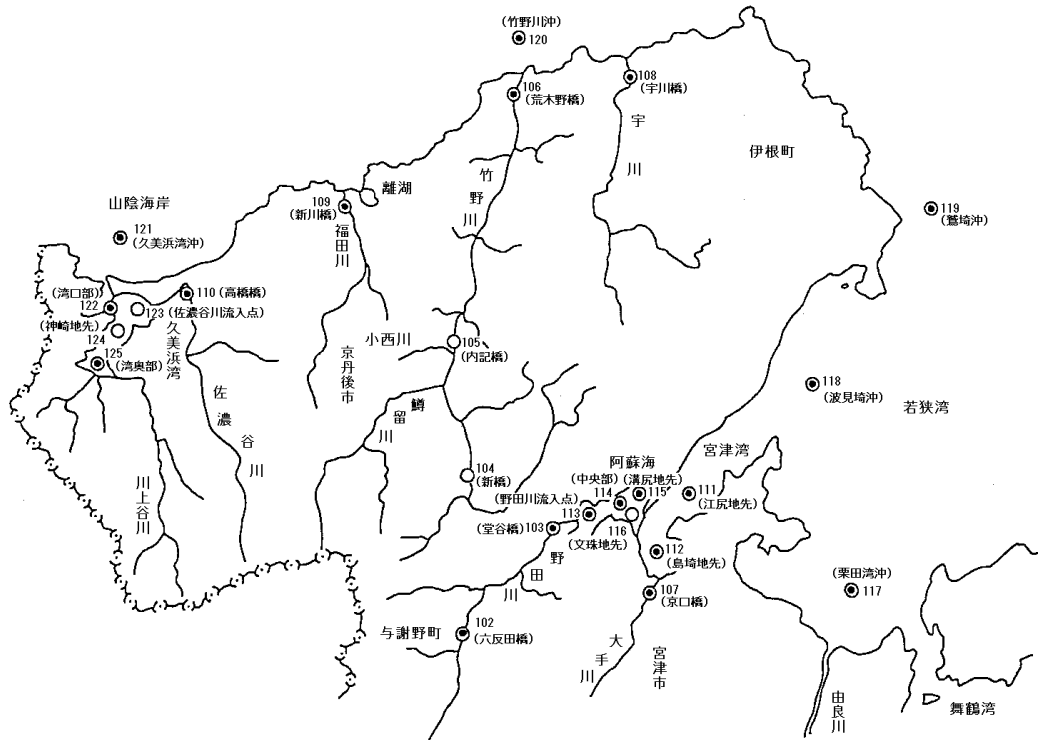 (竹野川沖)
120
108
(宇川橋)
106
(荒木野橋)
宇川
伊根町
竹野川
離湖
山陰海岸
109
(新川橋)
119
(鷲埼沖)
121
(久美浜湾沖)
福田川
110 (高橋橋)
(湾口部)
122
123 (佐濃谷川流入点)
(神崎地先)
124
久美浜湾
小西川
105
(内記橋)
125
(湾奥部)
京丹後市
118
(波見埼沖)
若狭湾
佐濃谷川
鱒留川
宮津湾
阿蘇海
104
(新橋)
(中央部)
(溝尻地先)
114
115
111
(江尻地先)
(野田川流入点)
113
川上谷川
(堂谷橋) 103
116
(文珠地先)
112
(島埼地先)
野田川
(栗田湾沖)
117
107
(京口橋)
与謝野町
102
(六反田橋)
大手川
宮津市
由良川
舞鶴湾